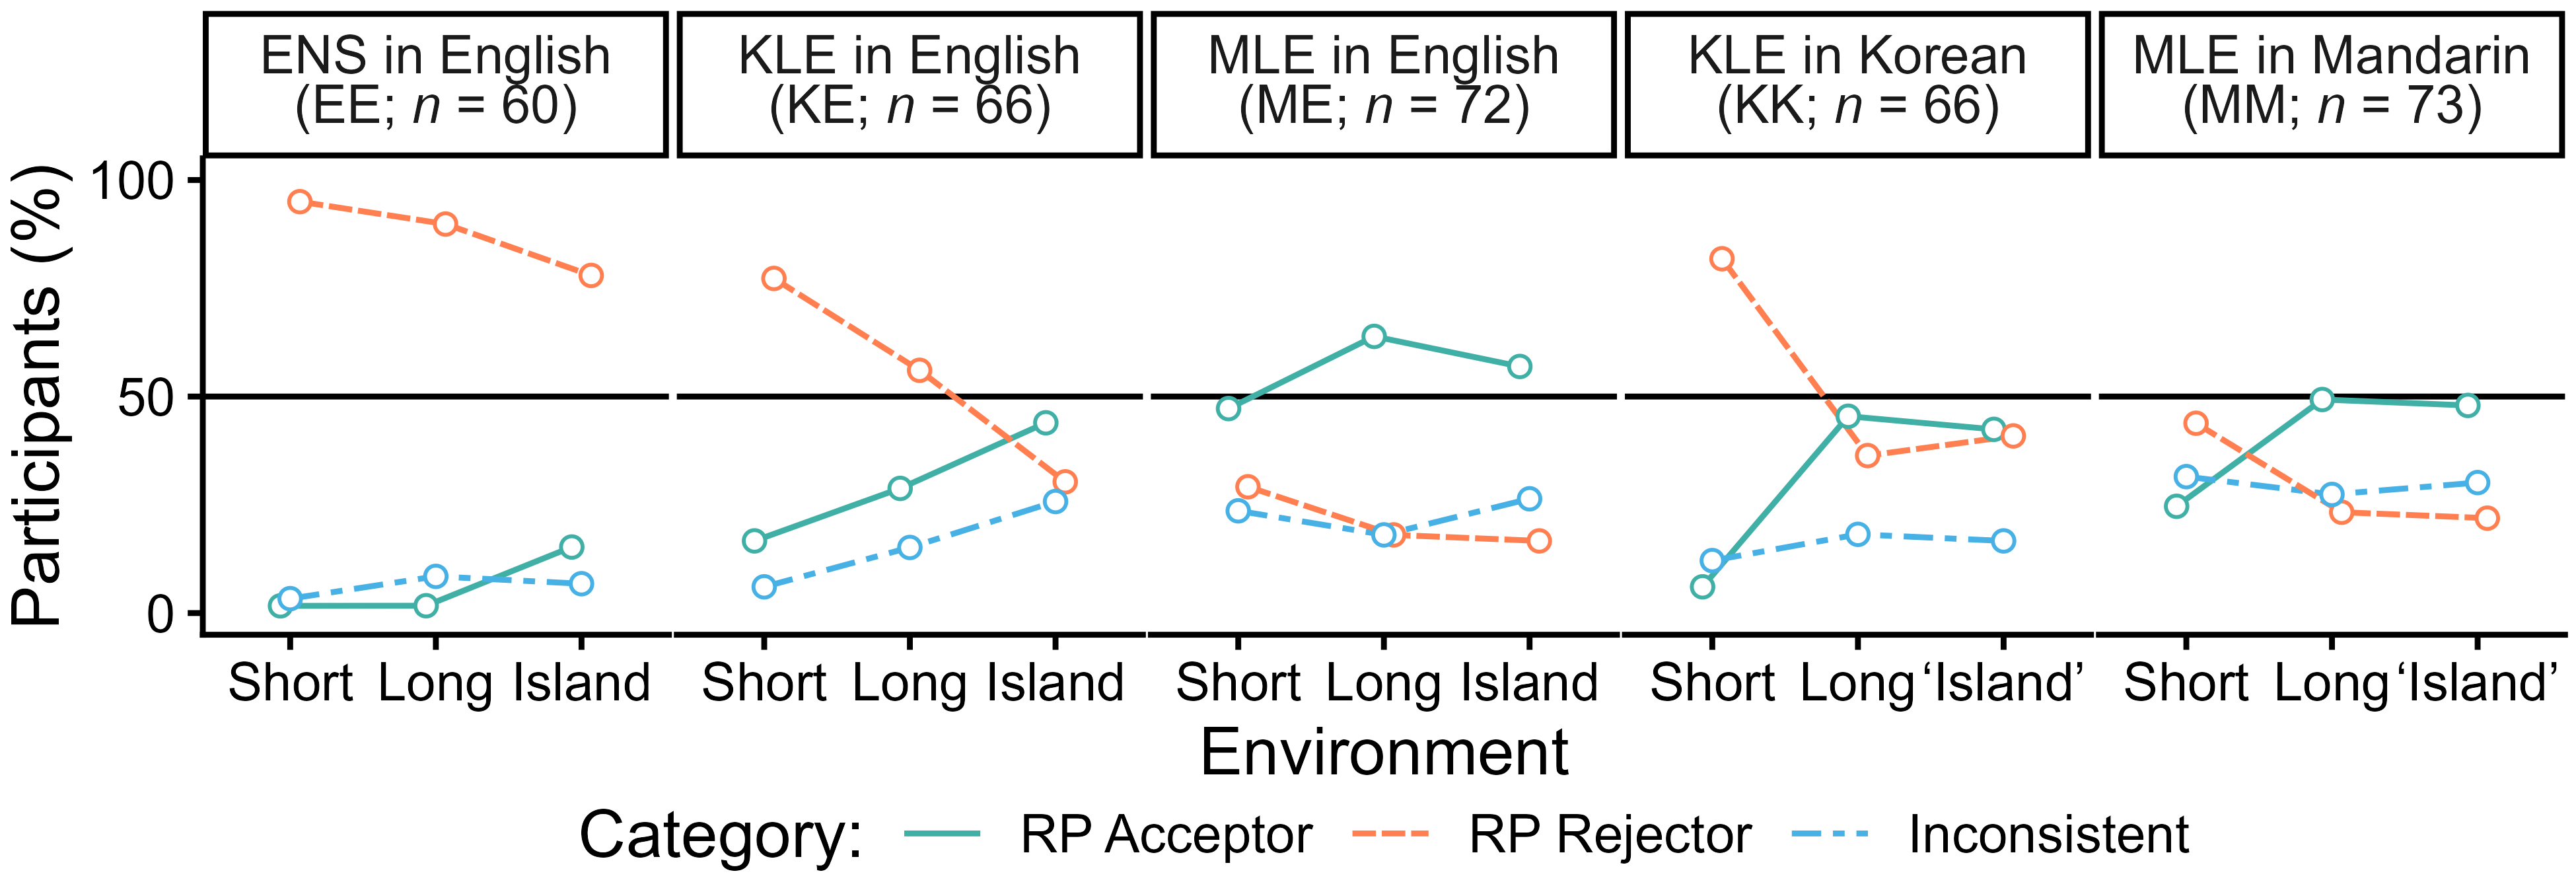 ENS in English
(EE; n = 60)
KLE in English
(KE; n = 66)
MLE in English
(ME; n = 72)
KLE in Korean
(KK; n = 66)
MLE in Mandarin
(MM; n = 73)
Participants (%)
100
50
0
Short Long Island
Short Long Island
Short Long Island
Short Long ‘Island’
Short Long ‘Island’
Environment
Category: RP Acceptor RP Rejector Inconsistent